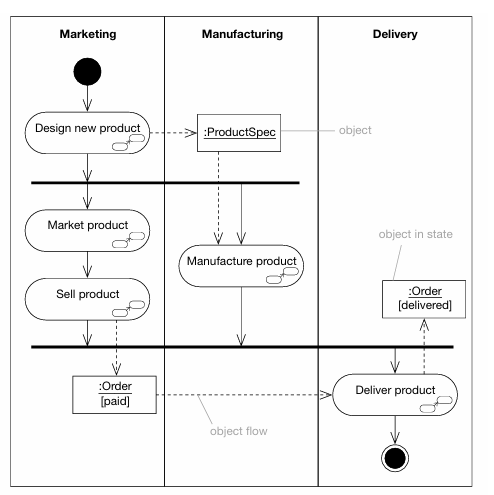 Marketing
Manufacturing
Delivery
Design new product
:ProductSpec
object
Market product
object in state
Manufacture product
Sell product
:Order
[delivered]
:Order
[paid]
Deliver product
object flow